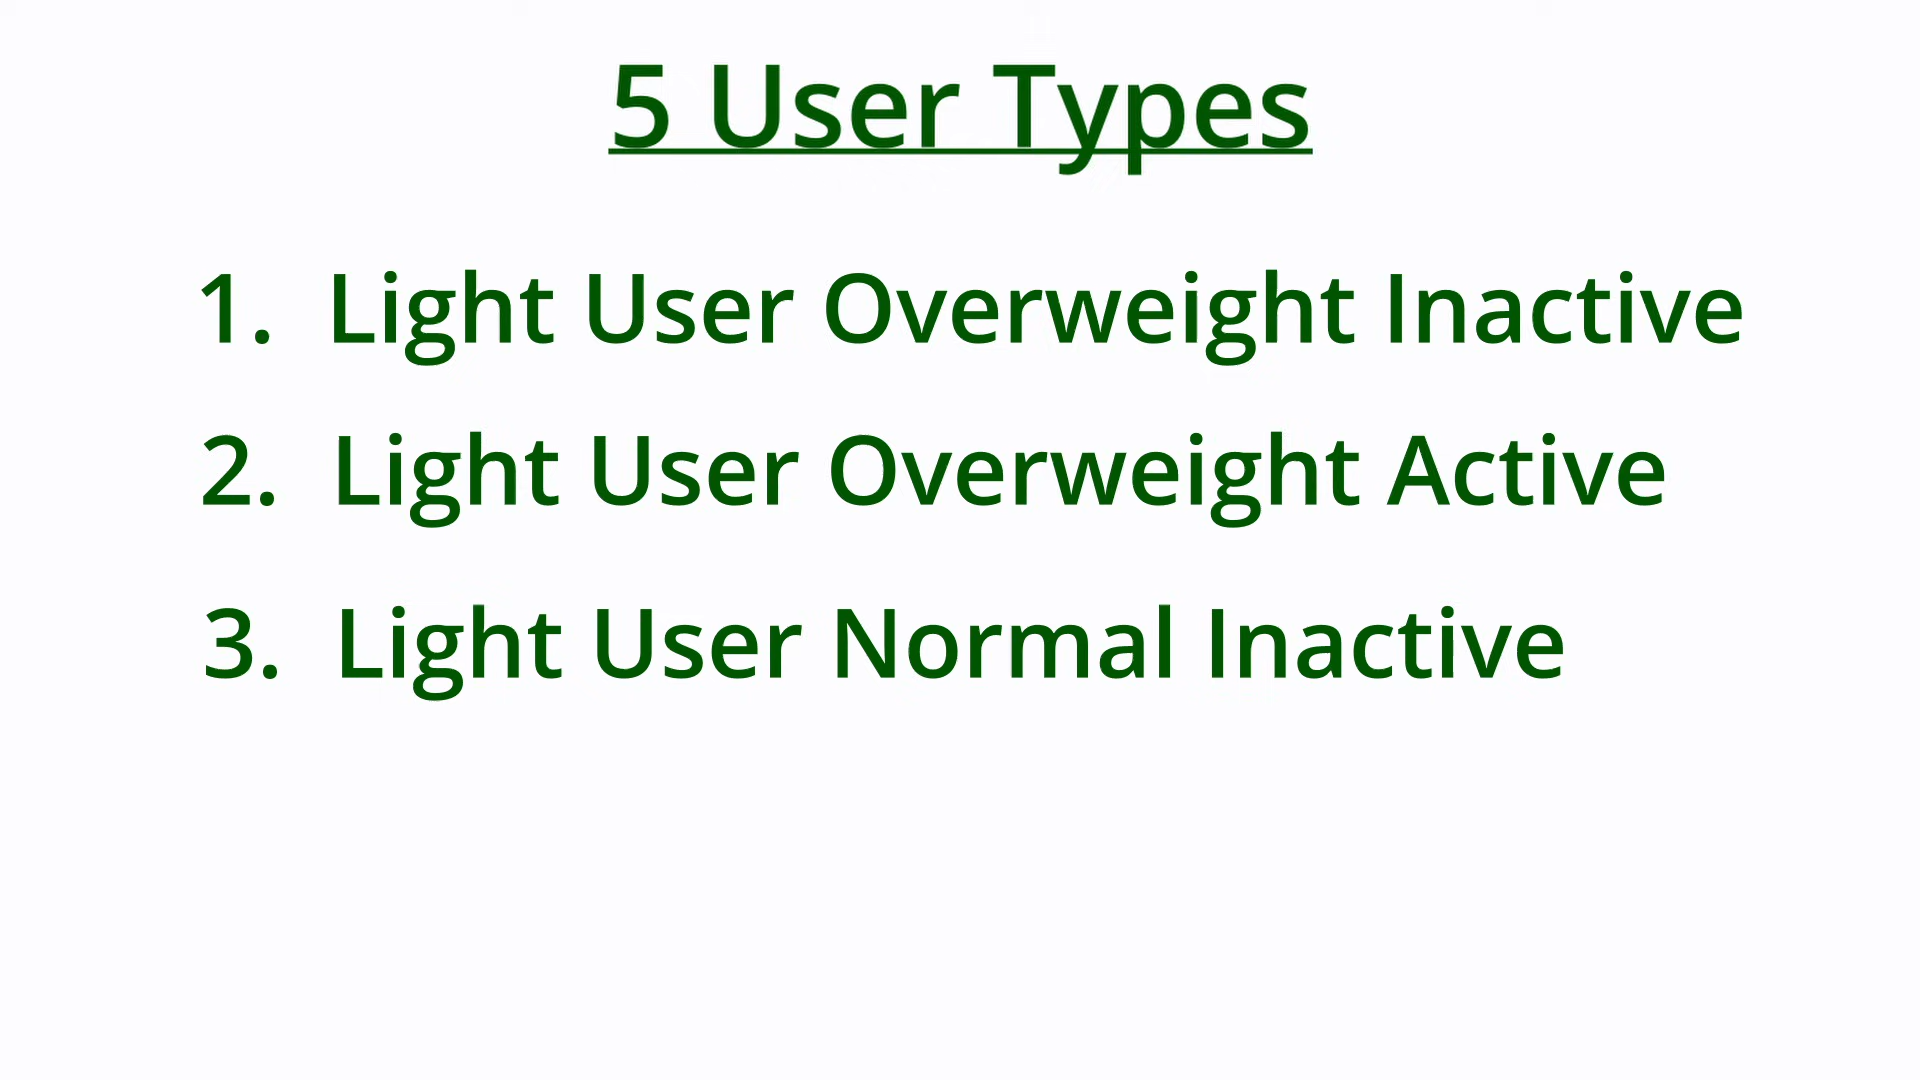 5 User Types
1. Light User Overweight Inactive
2. Light User Overweight Active
3. Light User Normal Inactive